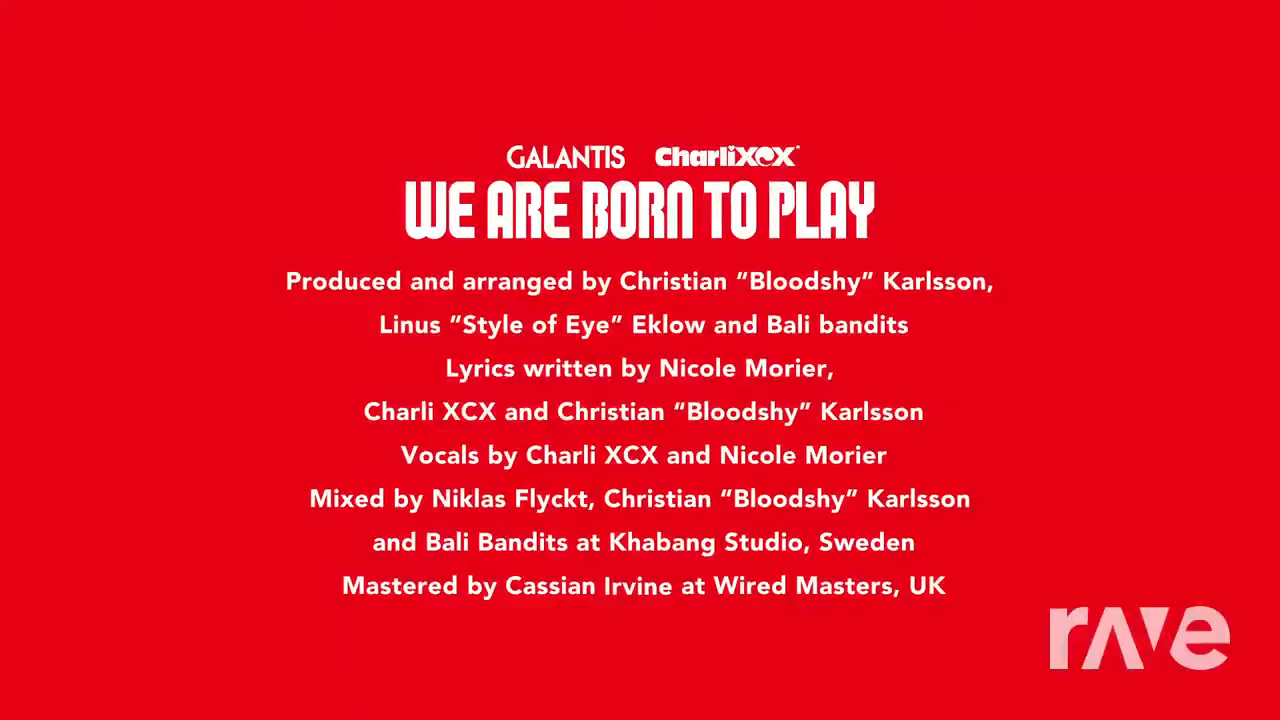 GALANTIS CharliXCX
WE ARE BORN TO PLAY
Produced and arranged by Christian “Bloodshy” Karlsson,
Linus “Style of Eye” Eklow and Bali bandits
Lyrics written by Nicole Morier,
Charli XCX and Christian “Bloodshy” Karlsson
Vocals by Charli XCX and Nicole Morier
Mixed by Niklas Flyckt, Christian “Bloodshy” Karlsson
and Bali Bandits at Khabang Studio, Sweden
Mastered by Cassian Irvine at Wired Masters, UK
rave